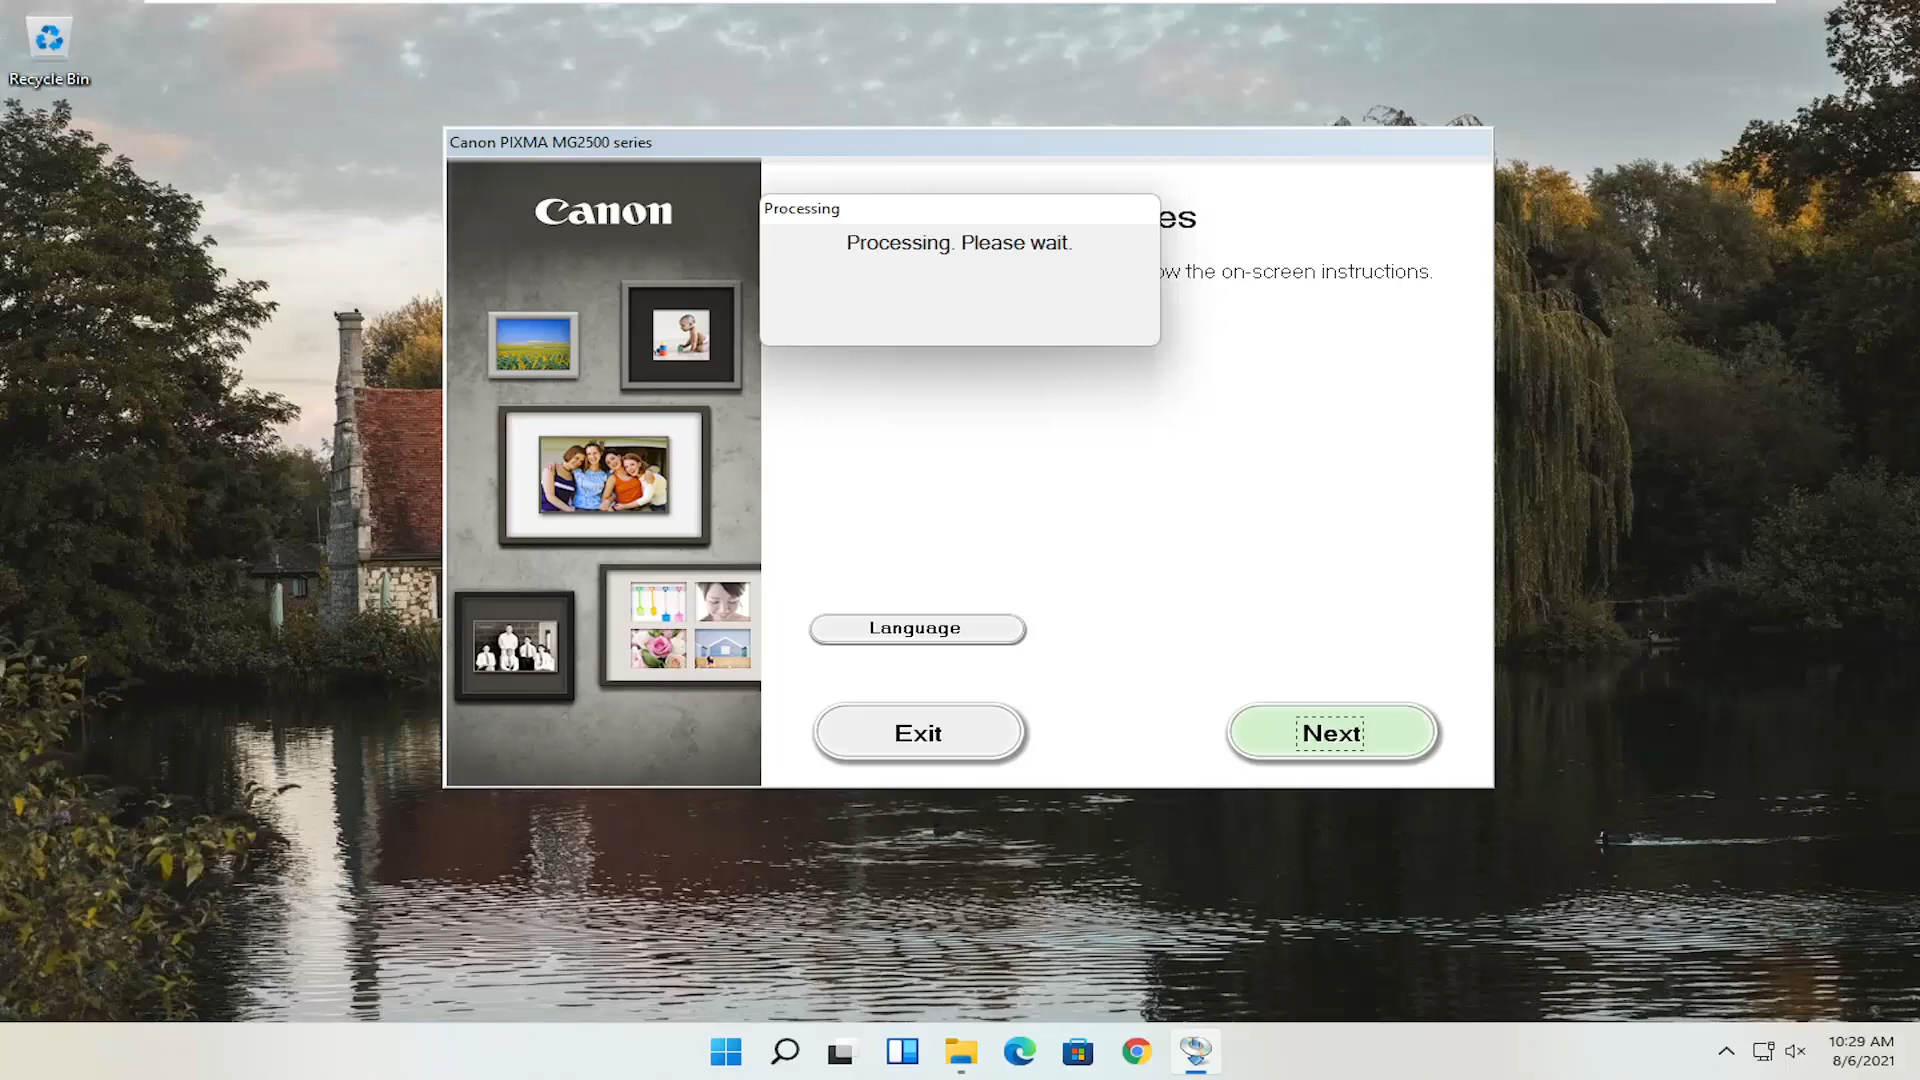 Recycle Bin
Canon PIXMA MG2500 series
Canon
Processing
Processing. Please wait.
es
ow the on-screen instructions.
Language
Exit
Next
10:29 AM
8/6/2021